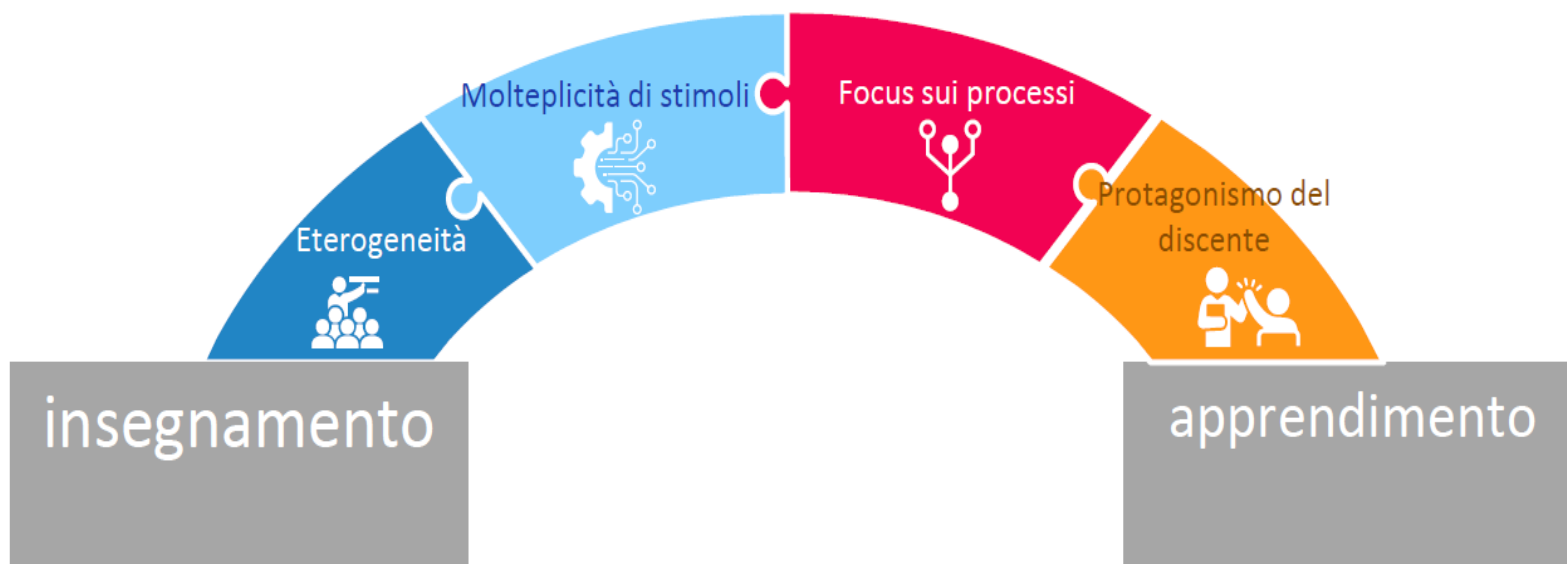 Molteplicità di stimoli
Focus sui processi
Protagonismo del
discente
Eterogeneità
insegnamento
apprendimento